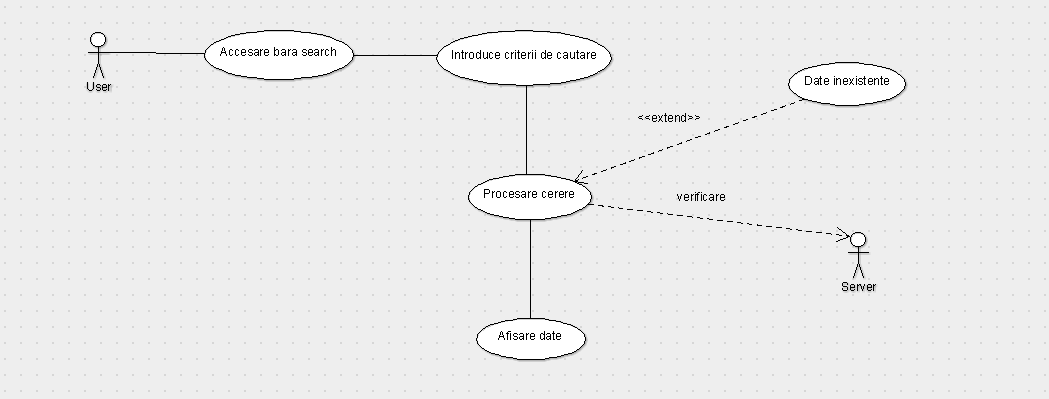 Accesare bara search
Introduce criterii de cautare
User
Date inexistente
<<extend>>
Procesare cerere
verificare
Server
Afisare date